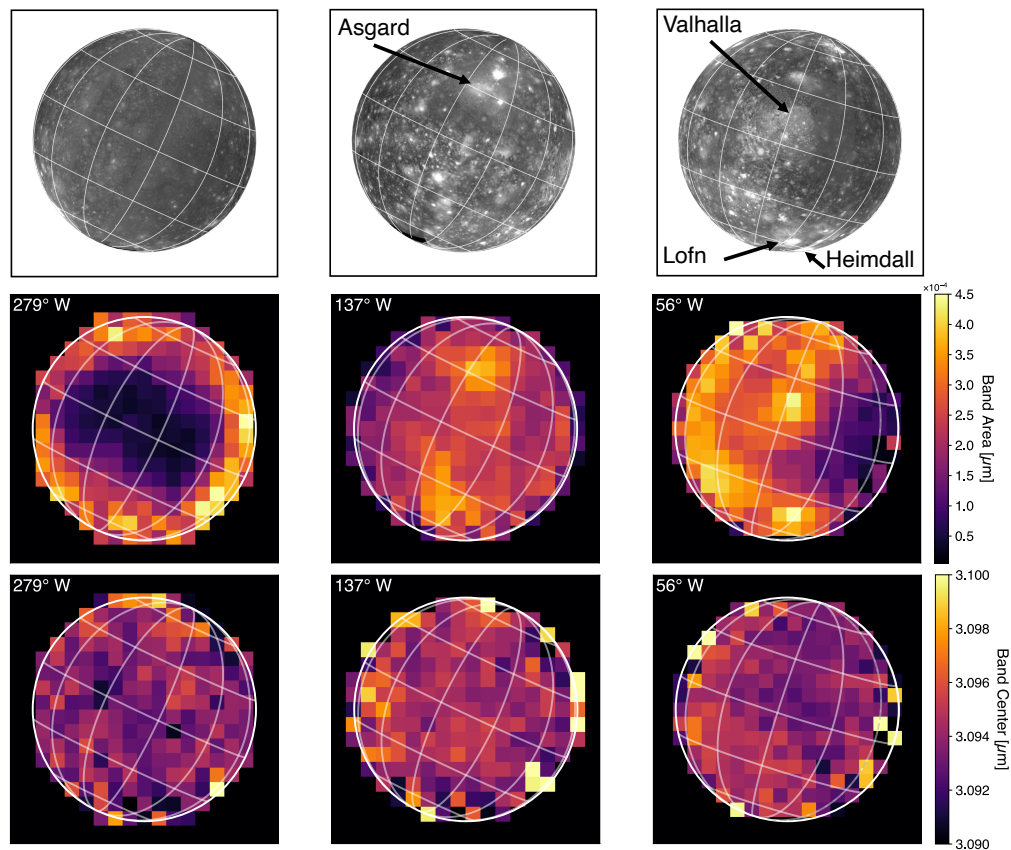 Asgard
Valhalla
Lofn
Heimdall
279° W
137° W
56° W
×10⁻⁴
4.5
4.0
3.5
3.0
2.5
2.0
1.5
1.0
0.5
Band Area [μm]
279° W
137° W
56° W
3.100
3.098
3.096
3.094
3.092
3.090
Band Center [μm]